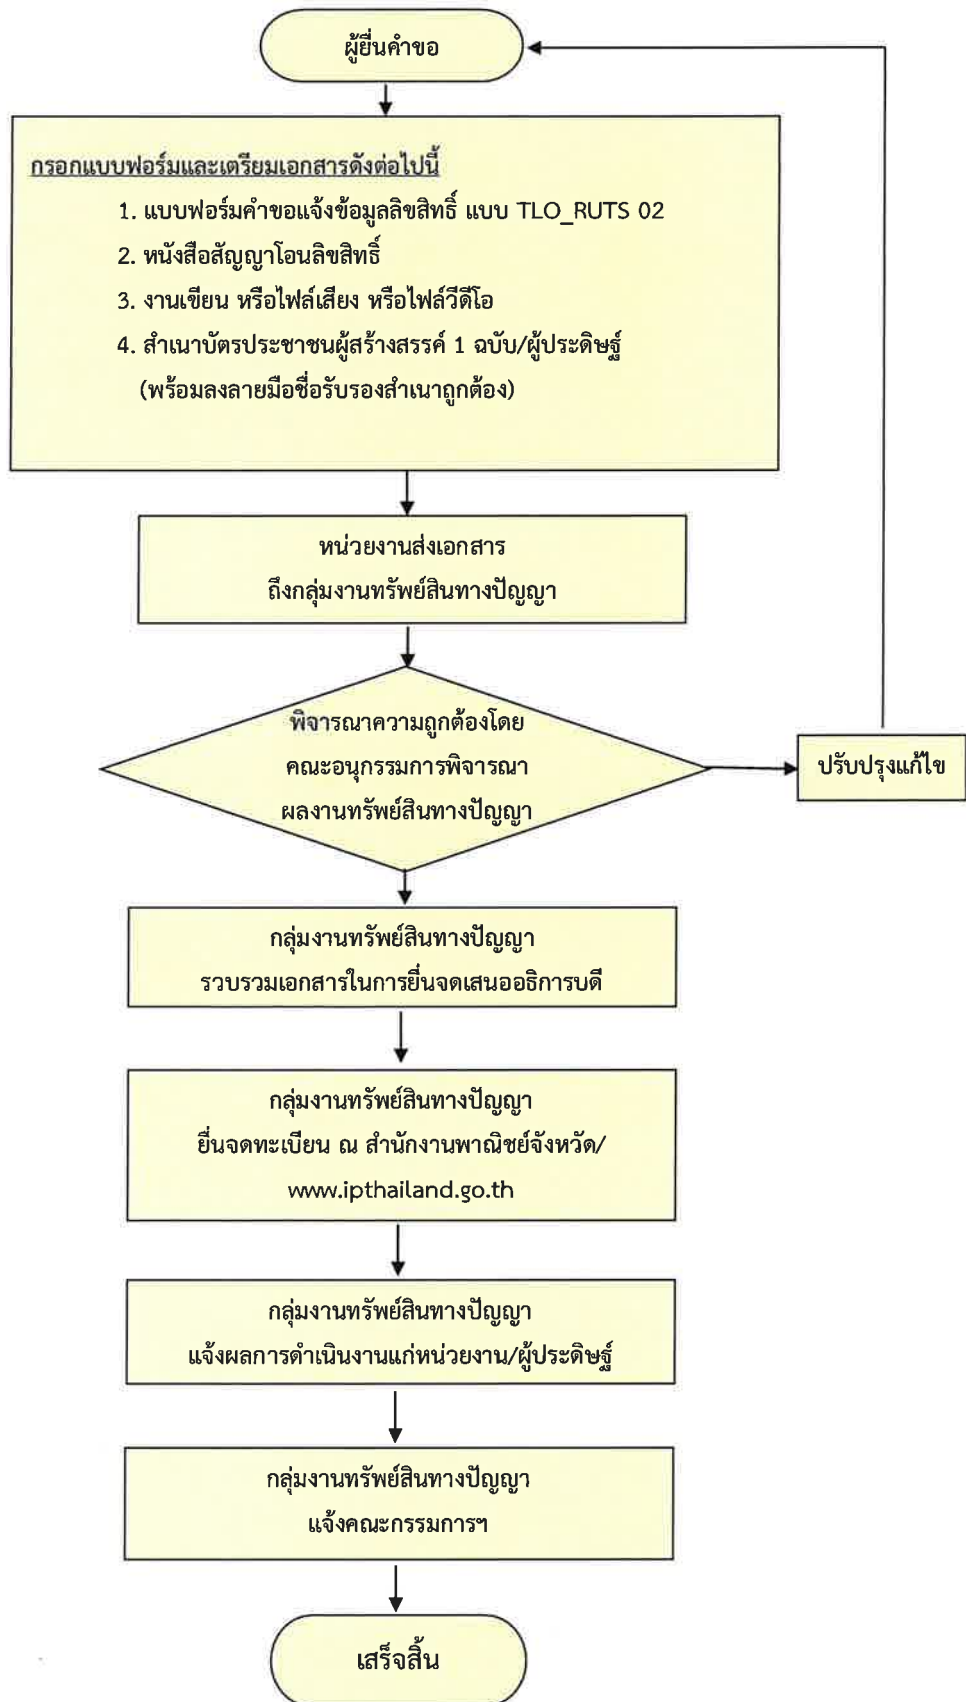 ผู้ยื่นคำขอ
กรอกแบบฟอร์มและเตรียมเอกสารดังต่อไปนี้
1. แบบฟอร์มคำขอแจ้งข้อมูลลิขสิทธิ์ แบบ TLO_RUTS 02
2. หนังสือสัญญาโอนลิขสิทธิ์
3. งานเขียน หรือไฟล์เสียง หรือไฟล์วีดีโอ
4. สำเนาบัตรประชาชนผู้สร้างสรรค์ 1 ฉบับ/ผู้ประดิษฐ์
(พร้อมลงลายมือชื่อรับรองสำเนาถูกต้อง)
หน่วยงานส่งเอกสาร
ถึงกลุ่มงานทรัพย์สินทางปัญญา
พิจารณาความถูกต้องโดย
คณะอนุกรรมการพิจารณา
ผลงานทรัพย์สินทางปัญญา
ปรับปรุงแก้ไข
กลุ่มงานทรัพย์สินทางปัญญา
รวบรวมเอกสารในการยื่นจดเสนออธิการบดี
กลุ่มงานทรัพย์สินทางปัญญา
ยื่นจดทะเบียน ณ สำนักงานพาณิชย์จังหวัด/
www.ipthailand.go.th
กลุ่มงานทรัพย์สินทางปัญญา
แจ้งผลการดำเนินงานแก่หน่วยงาน/ผู้ประดิษฐ์
กลุ่มงานทรัพย์สินทางปัญญา
แจ้งคณะกรรมการฯ
เสร็จสิ้น